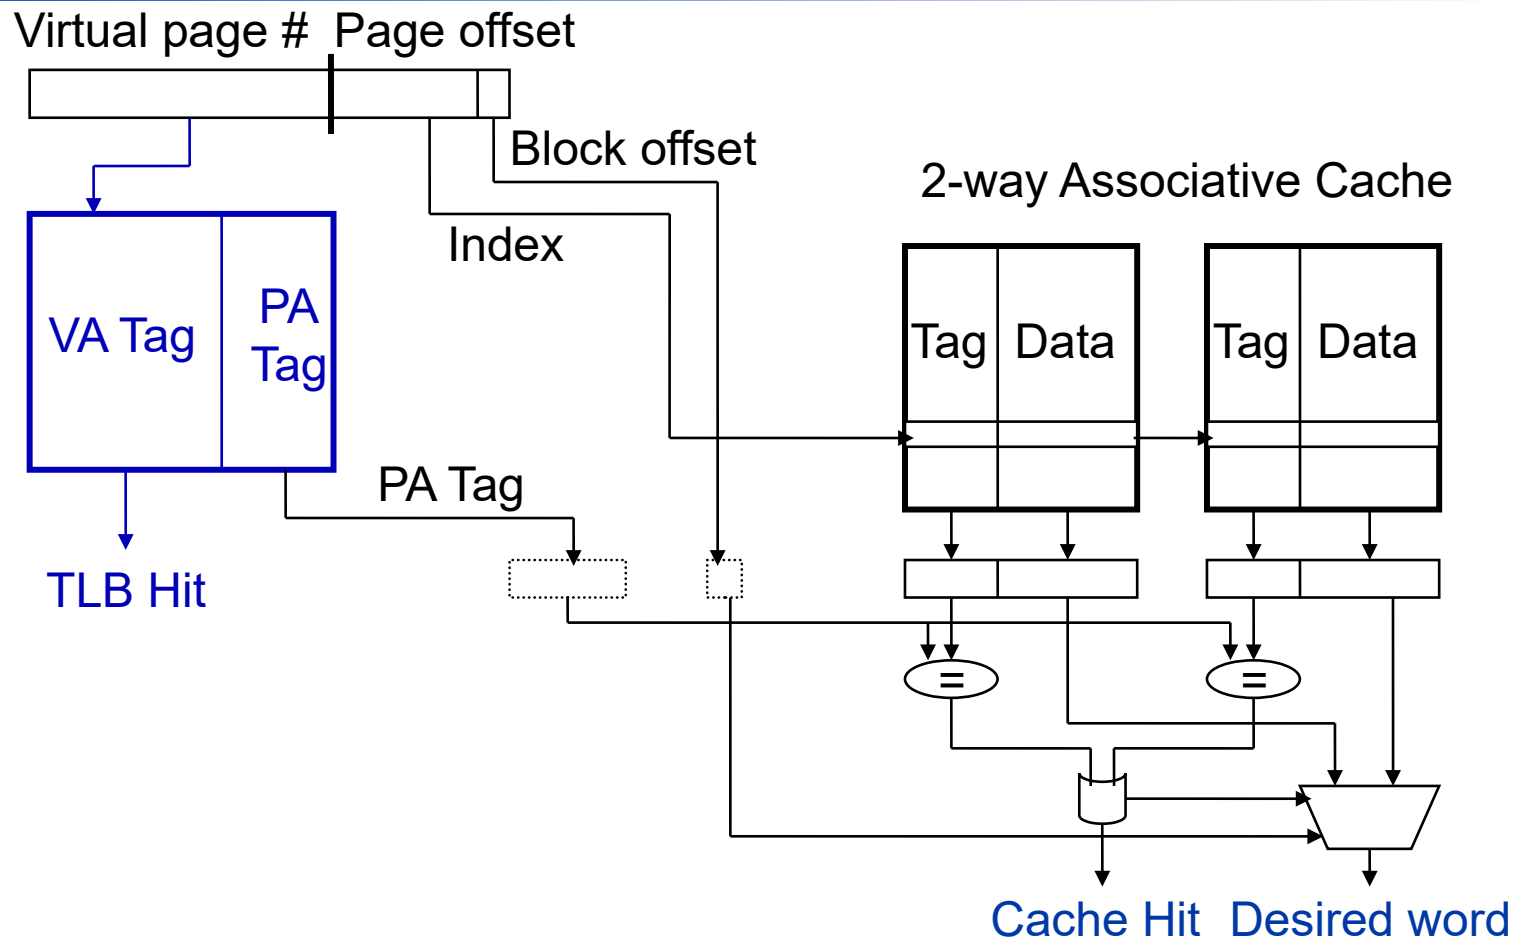 Virtual page # Page offset
Block offset
2-way Associative Cache
Index
VA Tag
PA
Tag
Tag Data
Tag Data
PA Tag
TLB Hit
=
=
Cache Hit Desired word